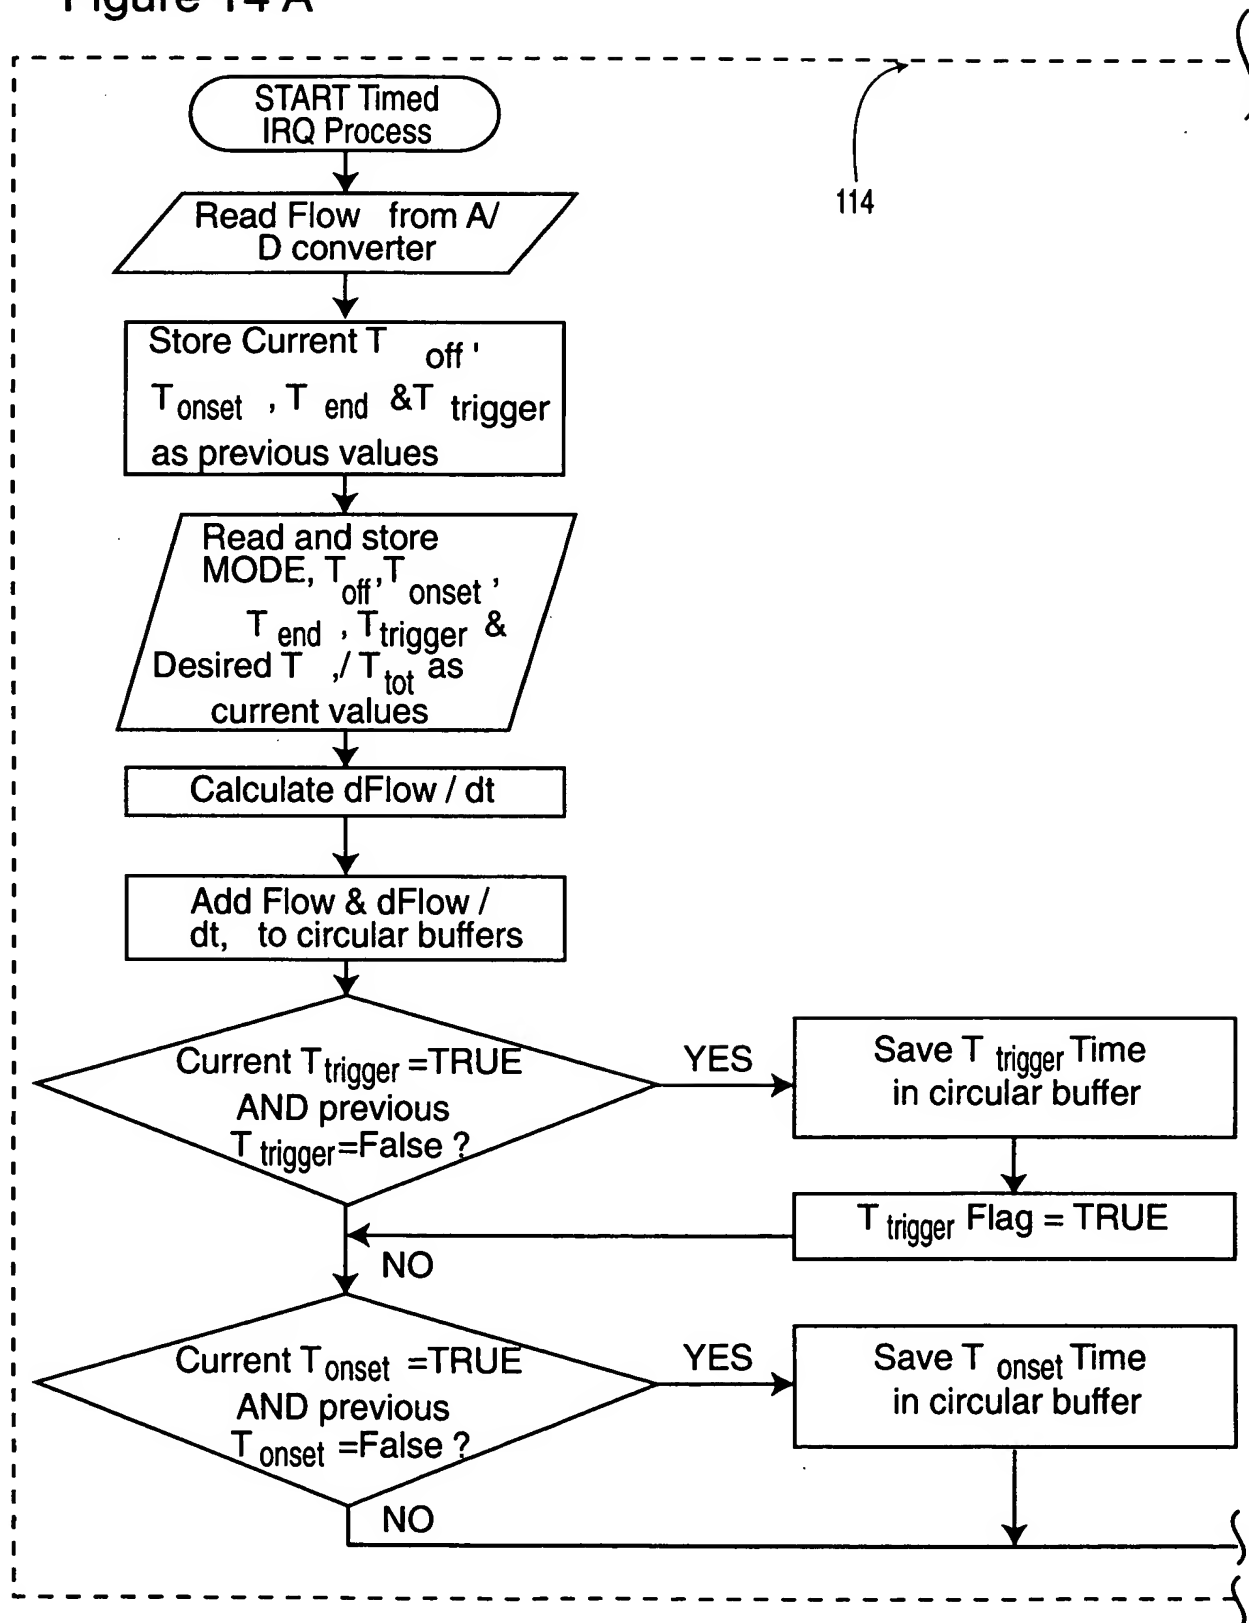 Figure 14 A
114
START Timed
IRQ Process
Read Flow from A/
D converter
Store Current T off,
T onset , T end &T trigger
as previous values
Read and store
MODE, T off, T onset ,
T end , T trigger &
Desired T ,/ T tot as
current values
Calculate dFlow / dt
Add Flow & dFlow /
dt, to circular buffers
Current T trigger =TRUE
AND previous
T trigger=False ?
YES
Save T trigger Time
in circular buffer
T trigger Flag = TRUE
NO
Current T onset =TRUE
AND previous
T onset =False ?
YES
Save T onset Time
in circular buffer
NO